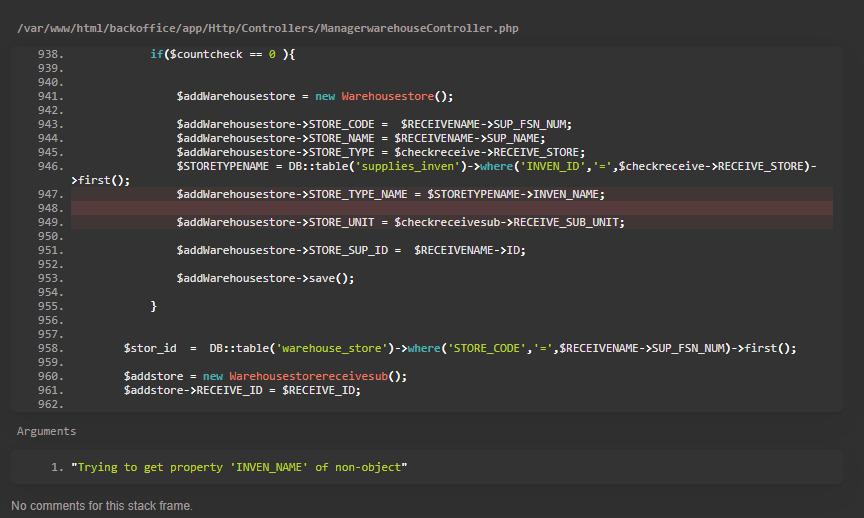 /var/www/html/backoffice/app/Http/Controllers/ManagerwarehouseController.php
938. if($countcheck == 0 ){
939.
940.
941. $addWarehousestore = new Warehousestore();
942.
943. $addWarehousestore->STORE_CODE =  $RECEIVENAME->SUP_FSN_NUM;
944. $addWarehousestore->STORE_NAME = $RECEIVENAME->SUP_NAME;
945. $addWarehousestore->STORE_TYPE = $checkreceive->RECEIVE_STORE;
946. $STORETYPENAME = DB::table('supplies_inven')->where('INVEN_ID','=',$checkreceive->RECEIVE_STORE)-
>first();
947. $addWarehousestore->STORE_TYPE_NAME = $STORETYPENAME->INVEN_NAME;
948.
949. $addWarehousestore->STORE_UNIT = $checkreceivesub->RECEIVE_SUB_UNIT;
950.
951. $addWarehousestore->STORE_SUP_ID =  $RECEIVENAME->ID;
952.
953. $addWarehousestore->save();
954.
955. }
956.
957.
958. $stor_id  =  DB::table('warehouse_store')->where('STORE_CODE','=',$RECEIVENAME->SUP_FSN_NUM)->first();
959.
960. $addstore = new Warehousestorereceivesub();
961. $addstore->RECEIVE_ID = $RECEIVE_ID;
962.
Arguments
1. "Trying to get property 'INVEN_NAME' of non-object"
No comments for this stack frame.